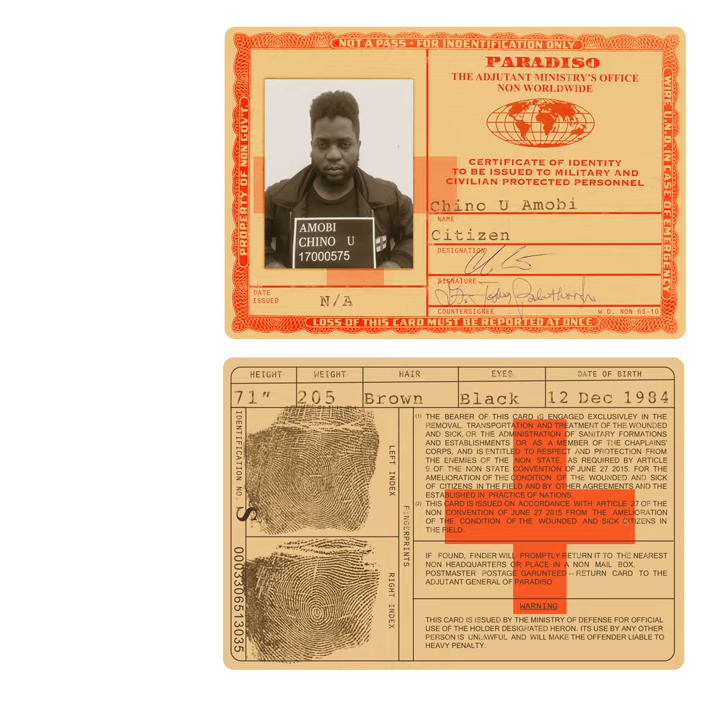 NOT A PASS • FOR INDENTIFICATION ONLY
PROPERTY OF NON GOV'T.
WIRE U.N.O. IN CASE OF EMERGENCY
LOSS OF THIS CARD MUST BE REPORTED AT ONCE
AMOBI
CHINO U
17000575
DATE
ISSUED
N/A
PARADISO
THE ADJUTANT MINISTRY'S OFFICE
NON WORLDWIDE
CERTIFICATE OF IDENTITY
TO BE ISSUED TO MILITARY AND
CIVILIAN PROTECTED PERSONNEL
Chino U Amobi
NAME
Citizen
DESIGNATION
SIGNATURE
COUNTERSIGNEE
W.D. NON 65-10
HEIGHT WEIGHT HAIR EYES DATE OF BIRTH
71" 205 Brown Black 12 Dec 1984
IDENTIFICATION NO.
S 0003306513035
LEFT INDEX
FINGERPRINTS
RIGHT INDEX
(1) THE BEARER OF THIS CARD iS ENGAGED EXCLUSIVLEY IN THE
REMOVAL, TRANSPORTATION AND TREATMENT OF THE WOUNDED
AND SICK, OR THE ADMINISTRATION OF SANITARY FORMATIONS
AND ESTABLISHMENTS OR AS A MEMBER OF THE CHAPLAINS'
CORPS, AND IS ENTITLED TO RESPECT AND PROTECTION FROM
THE ENEMIES OF THE NON STATE, AS REQUIRED BY ARTICLE
9 OF THE NON STATE CONVENTION OF JUNE 27 2015. FOR THE
AMELIORATION OF THE CONDITION OF THE WOUNDED AND SICK
OF CITIZENS IN THE FIELD AND BY OTHER AGREEMENTS AND THE
ESTABLISHED IN PRACTICE OF NATIONS.
THIS CARD IS ISSUED ON ACCORDANCE WITH ARTICLE 27 OF THE
NON CONVENTION OF JUNE 27 2015 FROM THE AMELIORATION
OF THE CONDITION OF THE WOUNDED AND SICK CITIZENS IN
THE FIELD.
IF FOUND, FINDER WILL PROMPTLY RETURN IT TO THE NEAREST
NON HEADQUARTERS OR PLACE IN A NON MAIL BOX.
POSTMASTER POSTAGE GARUNTEED – RETURN CARD TO THE
ADJUTANT GENERAL OF PARADISO
WARNING
THIS CARD IS ISSUED BY THE MINISTRY OF DEFENSE FOR OFFICIAL
USE OF THE HOLDER DESIGNATED HERON. ITS USE BY ANY OTHER
PERSON IS UNLAWFUL AND WILL MAKE THE OFFENDER LIABLE TO
HEAVY PENALTY.